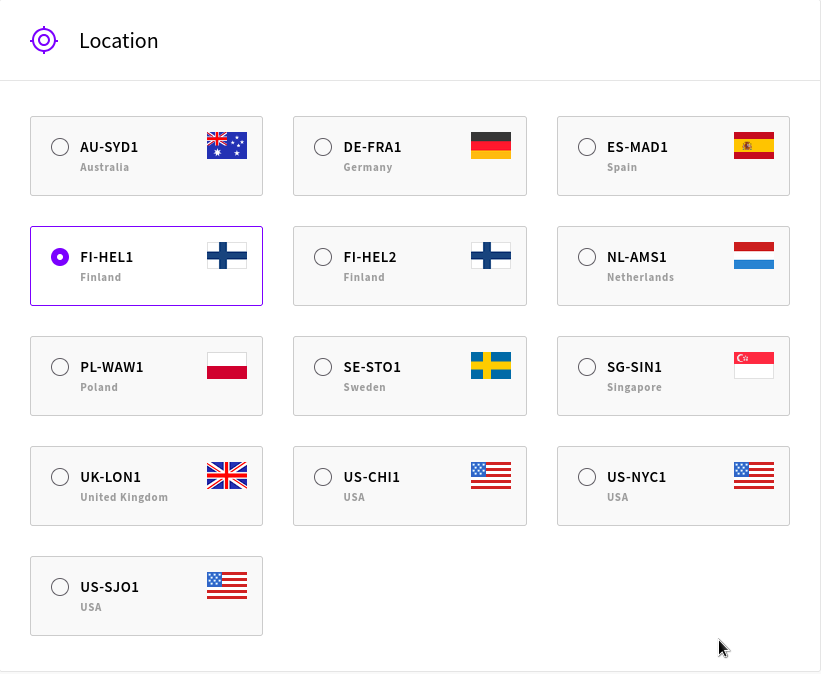 Location
AU-SYD1
Australia
DE-FRA1
Germany
ES-MAD1
Spain
FI-HEL1
Finland
FI-HEL2
Finland
NL-AMS1
Netherlands
PL-WAW1
Poland
SE-STO1
Sweden
SG-SIN1
Singapore
UK-LON1
United Kingdom
US-CHI1
USA
US-NYC1
USA
US-SJO1
USA